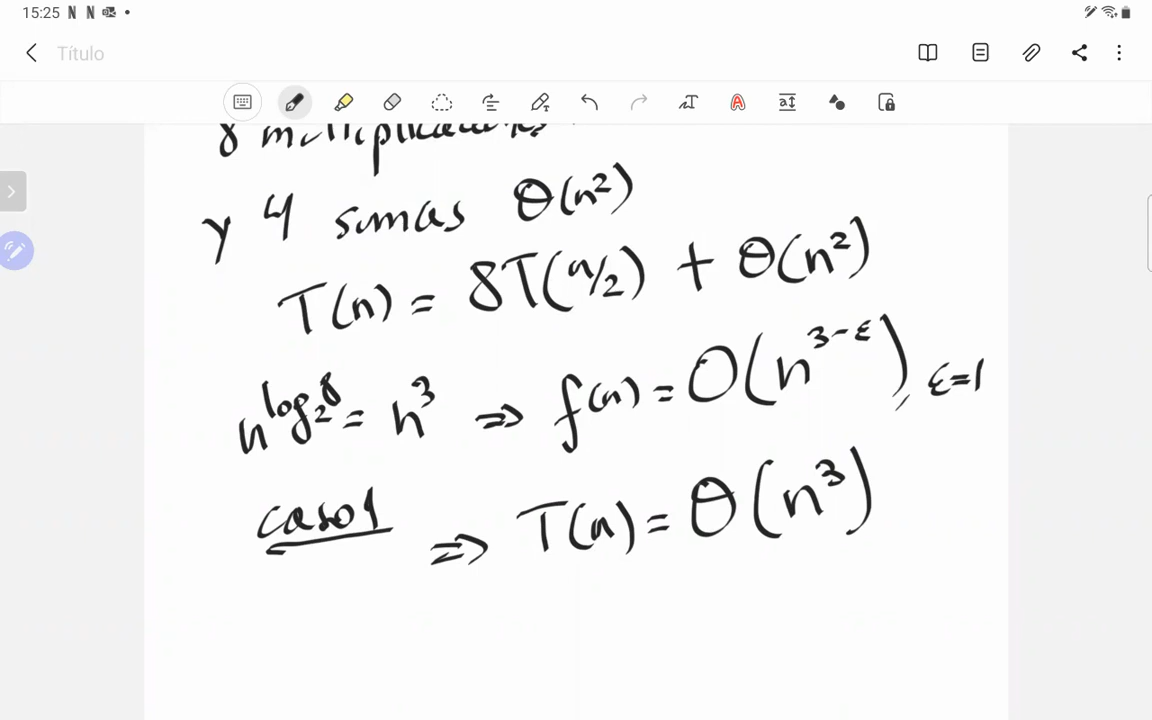 15:25
Título
8 multiplicaciones
y 4 sumas Θ(n²)
T(n) = 8T(n/2) + Θ(n²)
n^log₂8 = n³ ⇒ f(n) = O(n^3-ε), ε=1
caso 1 ⇒ T(n) = Θ(n³)